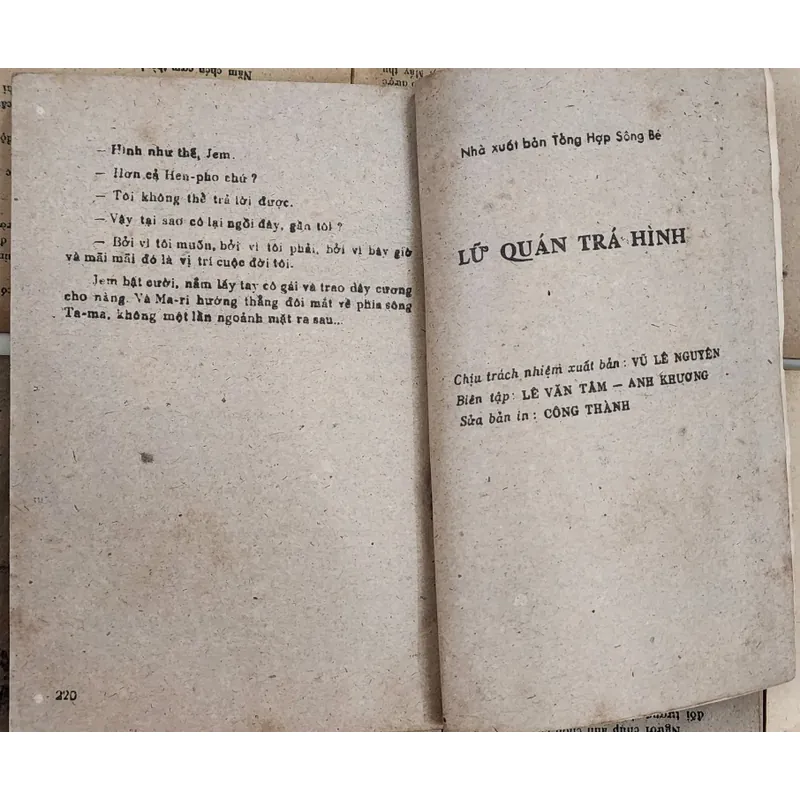 — Hình như thế, Jem.
— Hơn cả Hen-pho chứ ?
— Tôi không thể trả lời được.
— Vậy tại sao cô lại ngồi đây, gần tôi ?
— Bởi vì tôi muốn, bởi vì tôi phải, bởi vì bây giờ
và mãi mãi đó là vị trí cuộc đời tôi.
Jem bật cười, nắm lấy tay cô gái và trao dây cương
cho nàng. Và Ma-ri hướng thẳng đôi mắt về phía sông
Ta-ma, không một lần ngoảnh mặt ra sau...
220
Nhà xuất bản Tổng Hợp Sông Bé
LỮ QUÁN TRÁ HÌNH
Chịu trách nhiệm xuất bản : VŨ LÊ NGUYÊN
Biên tập : LÊ VĂN TÂM — ANH KHƯƠNG
Sửa bản in : CÔNG THÀNH